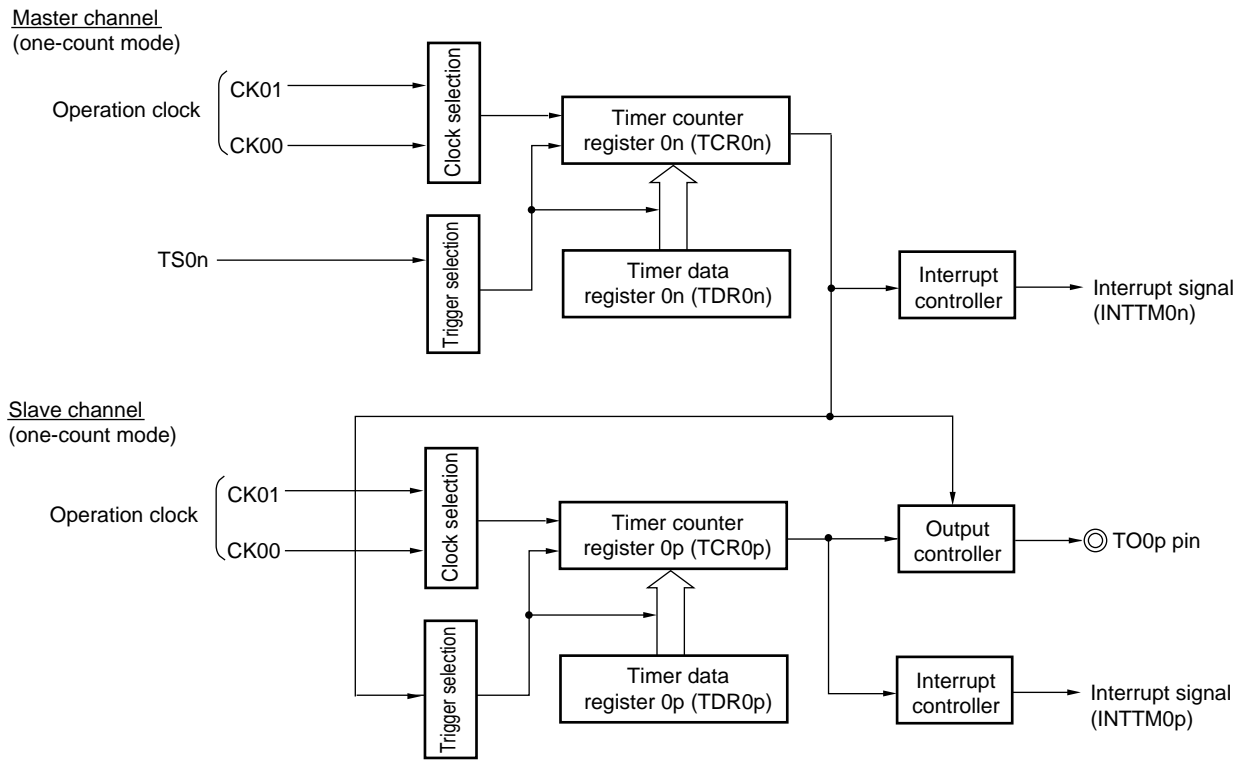 Master channel
(one-count mode)
Operation clock
CK01
CK00
Clock selection
Timer counter
register 0n (TCR0n)
TS0n
Trigger selection
Timer data
register 0n (TDR0n)
Interrupt
controller
Interrupt signal
(INTTM0n)
Slave channel
(one-count mode)
Operation clock
CK01
CK00
Clock selection
Timer counter
register 0p (TCR0p)
Output
controller
TO0p pin
Trigger selection
Timer data
register 0p (TDR0p)
Interrupt
controller
Interrupt signal
(INTTM0p)